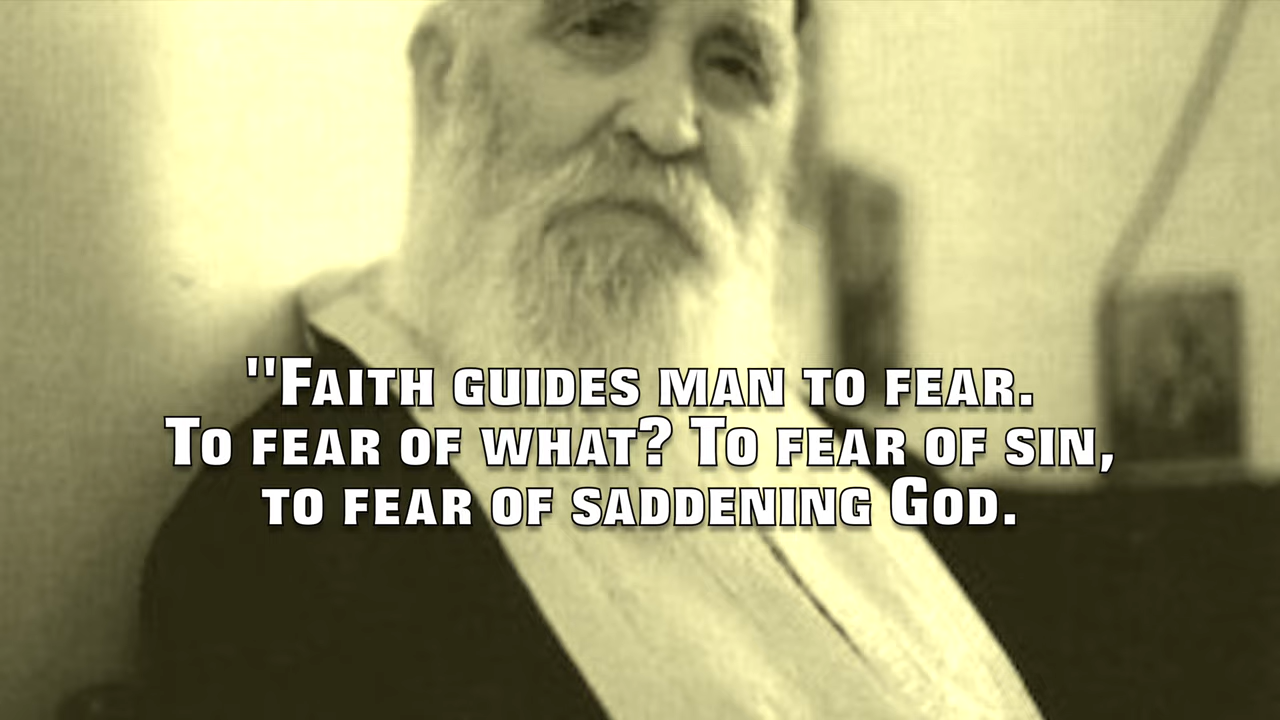 "Faith guides man to fear.
To fear of what? To fear of sin,
to fear of saddening God.